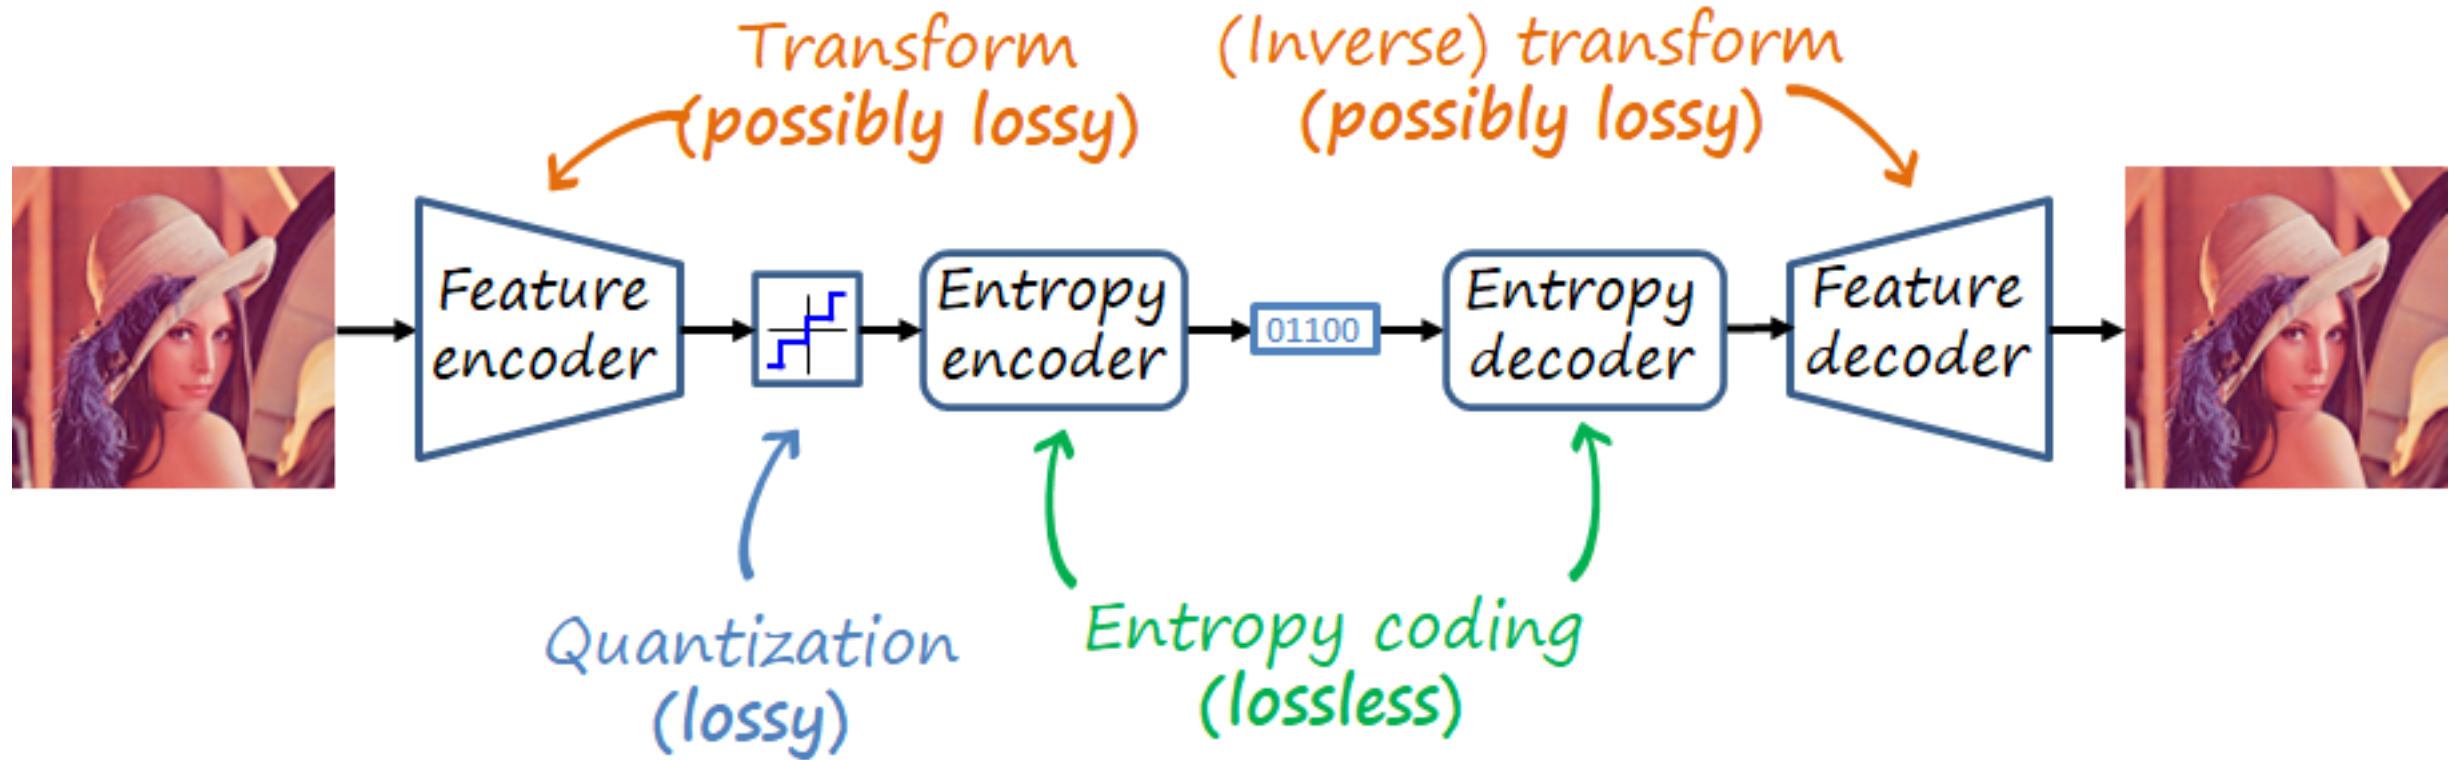 Transform
(possibly lossy)
(Inverse) transform
(possibly lossy)
Feature
encoder
Entropy
encoder
01100
Entropy
decoder
Feature
decoder
Quantization
(lossy)
Entropy coding
(lossless)